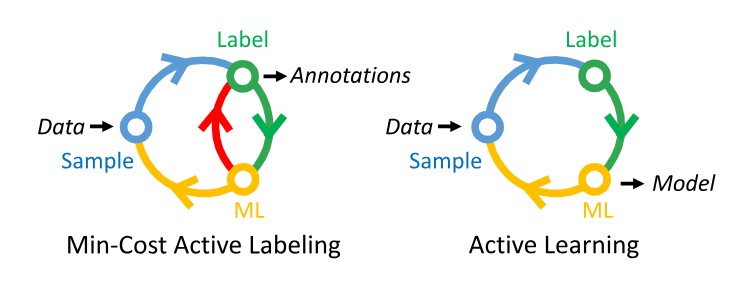 Label
Annotations
Data
Sample
ML
Min-Cost Active Labeling
Label
Data
Sample
Model
ML
Active Learning